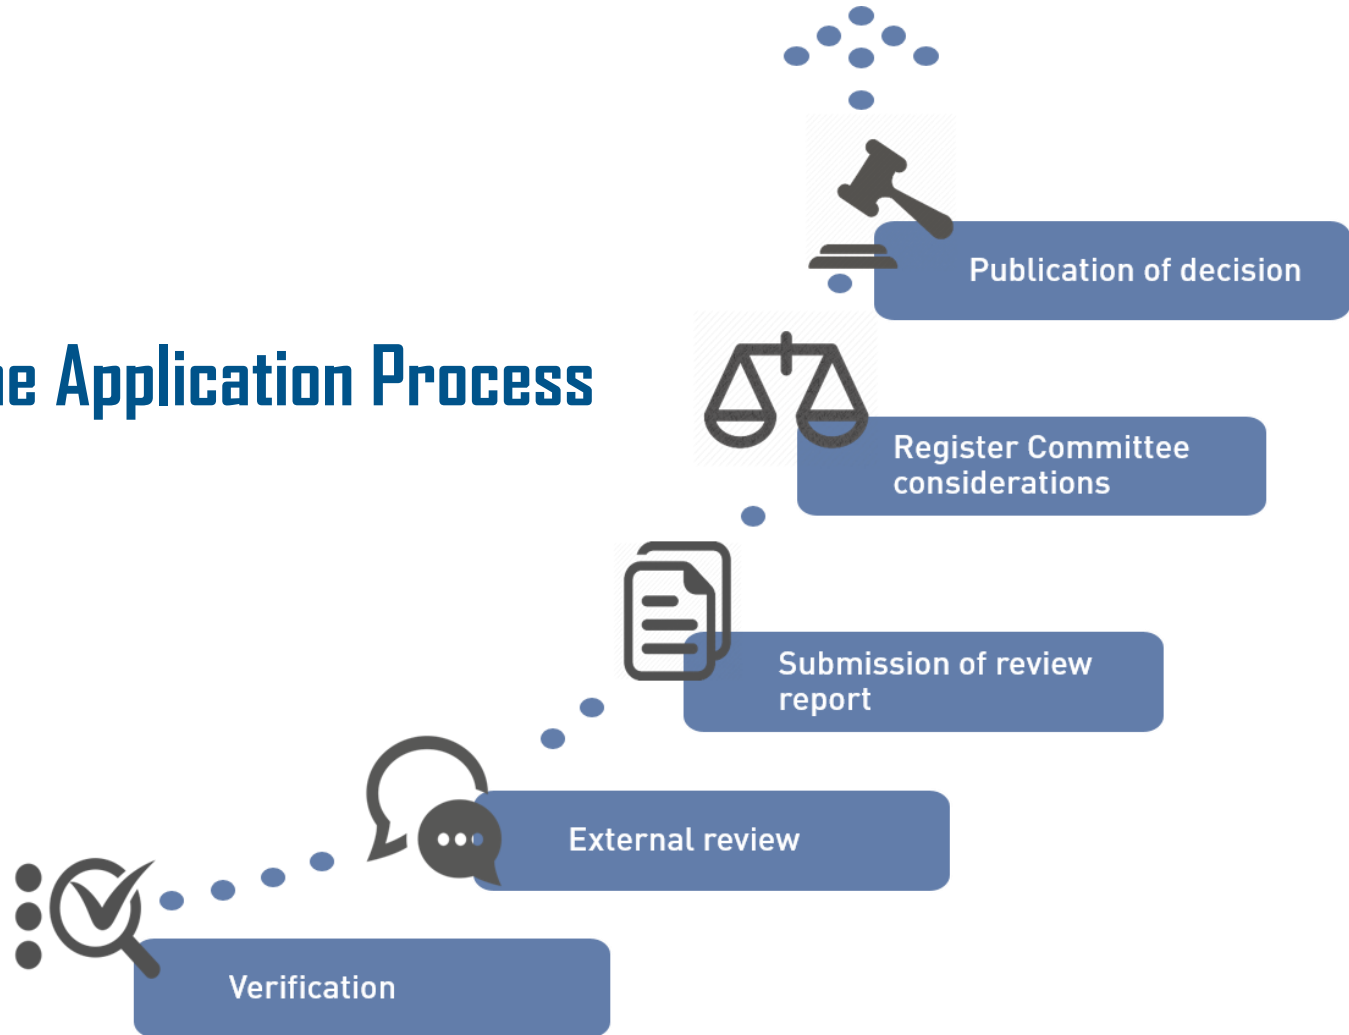 Publication of decision
ne Application Process
Register Committee
considerations
Submission of review
report
External review
Verification